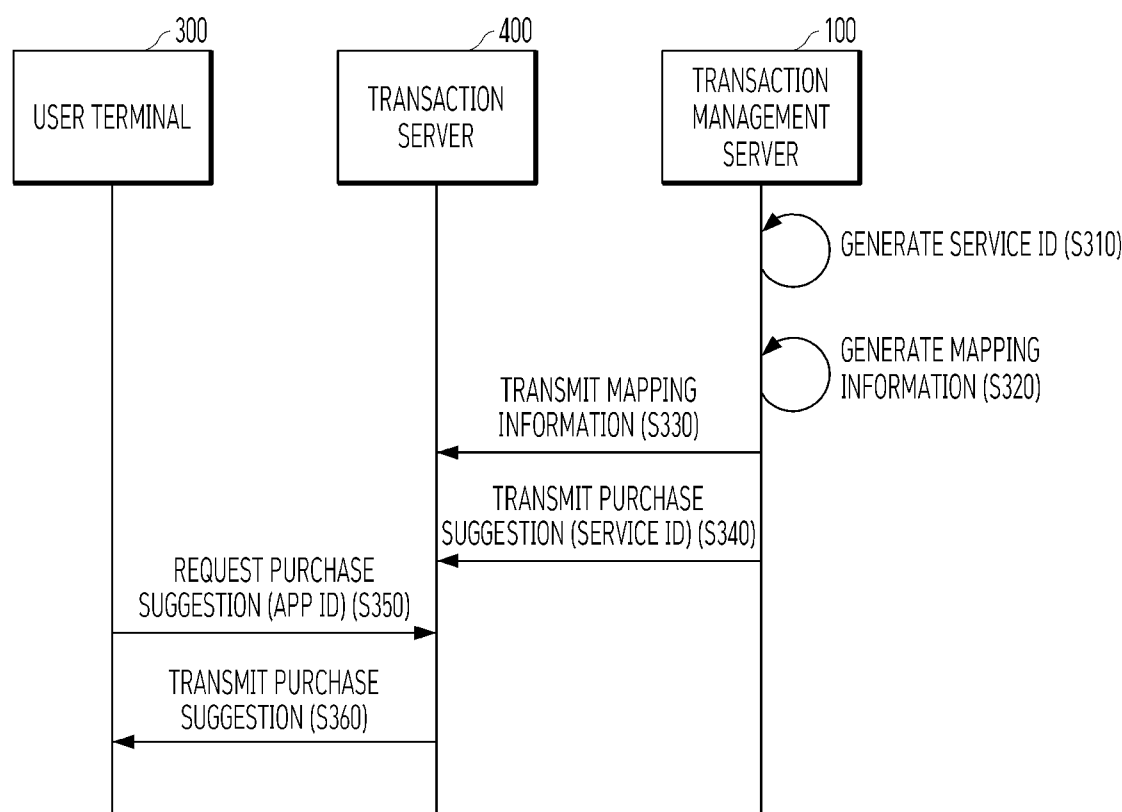 300
400
100
USER TERMINAL
TRANSACTION
SERVER
TRANSACTION
MANAGEMENT
SERVER
GENERATE SERVICE ID (S310)
GENERATE MAPPING
INFORMATION (S320)
TRANSMIT MAPPING
INFORMATION (S330)
TRANSMIT PURCHASE
SUGGESTION (SERVICE ID) (S340)
REQUEST PURCHASE
SUGGESTION (APP ID) (S350)
TRANSMIT PURCHASE
SUGGESTION (S360)